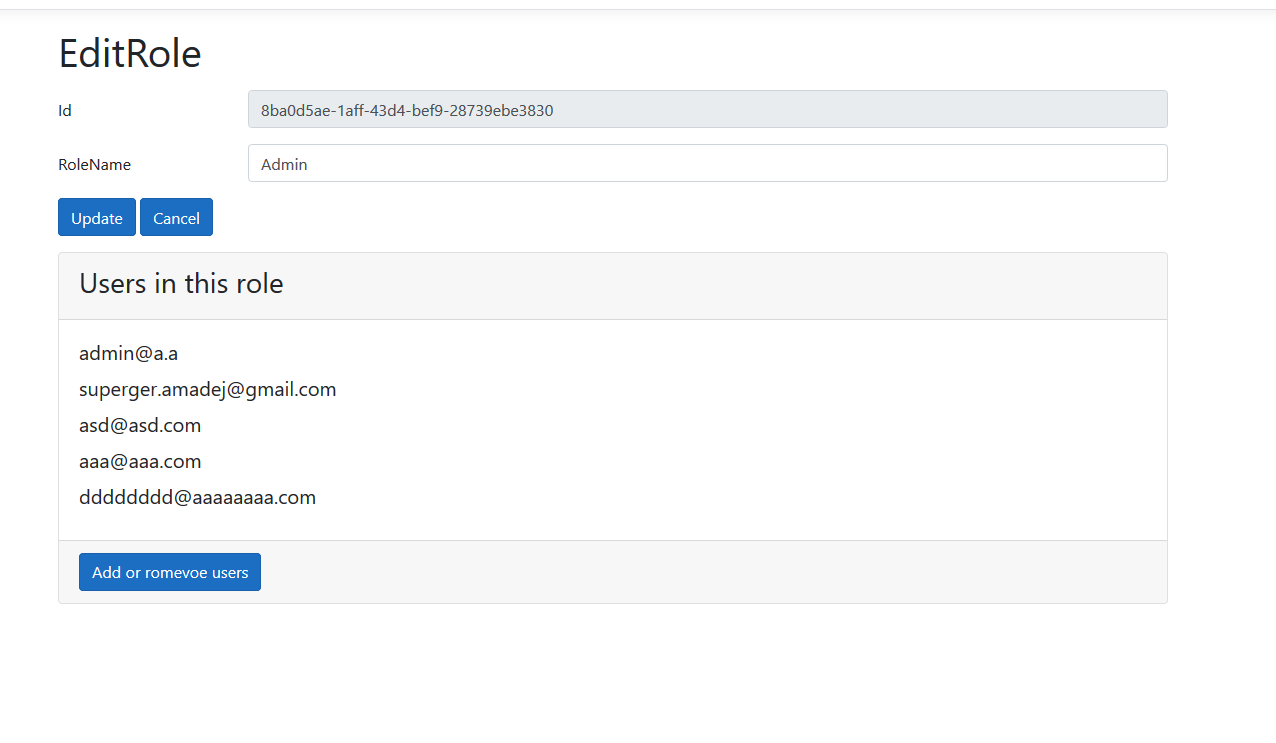 EditRole
Id 8ba0d5ae-1aff-43d4-bef9-28739ebe3830
RoleName Admin
Update Cancel
Users in this role
admin@a.a
superger.amadej@gmail.com
asd@asd.com
aaa@aaa.com
dddddddd@aaaaaaaa.com
Add or romevoe users